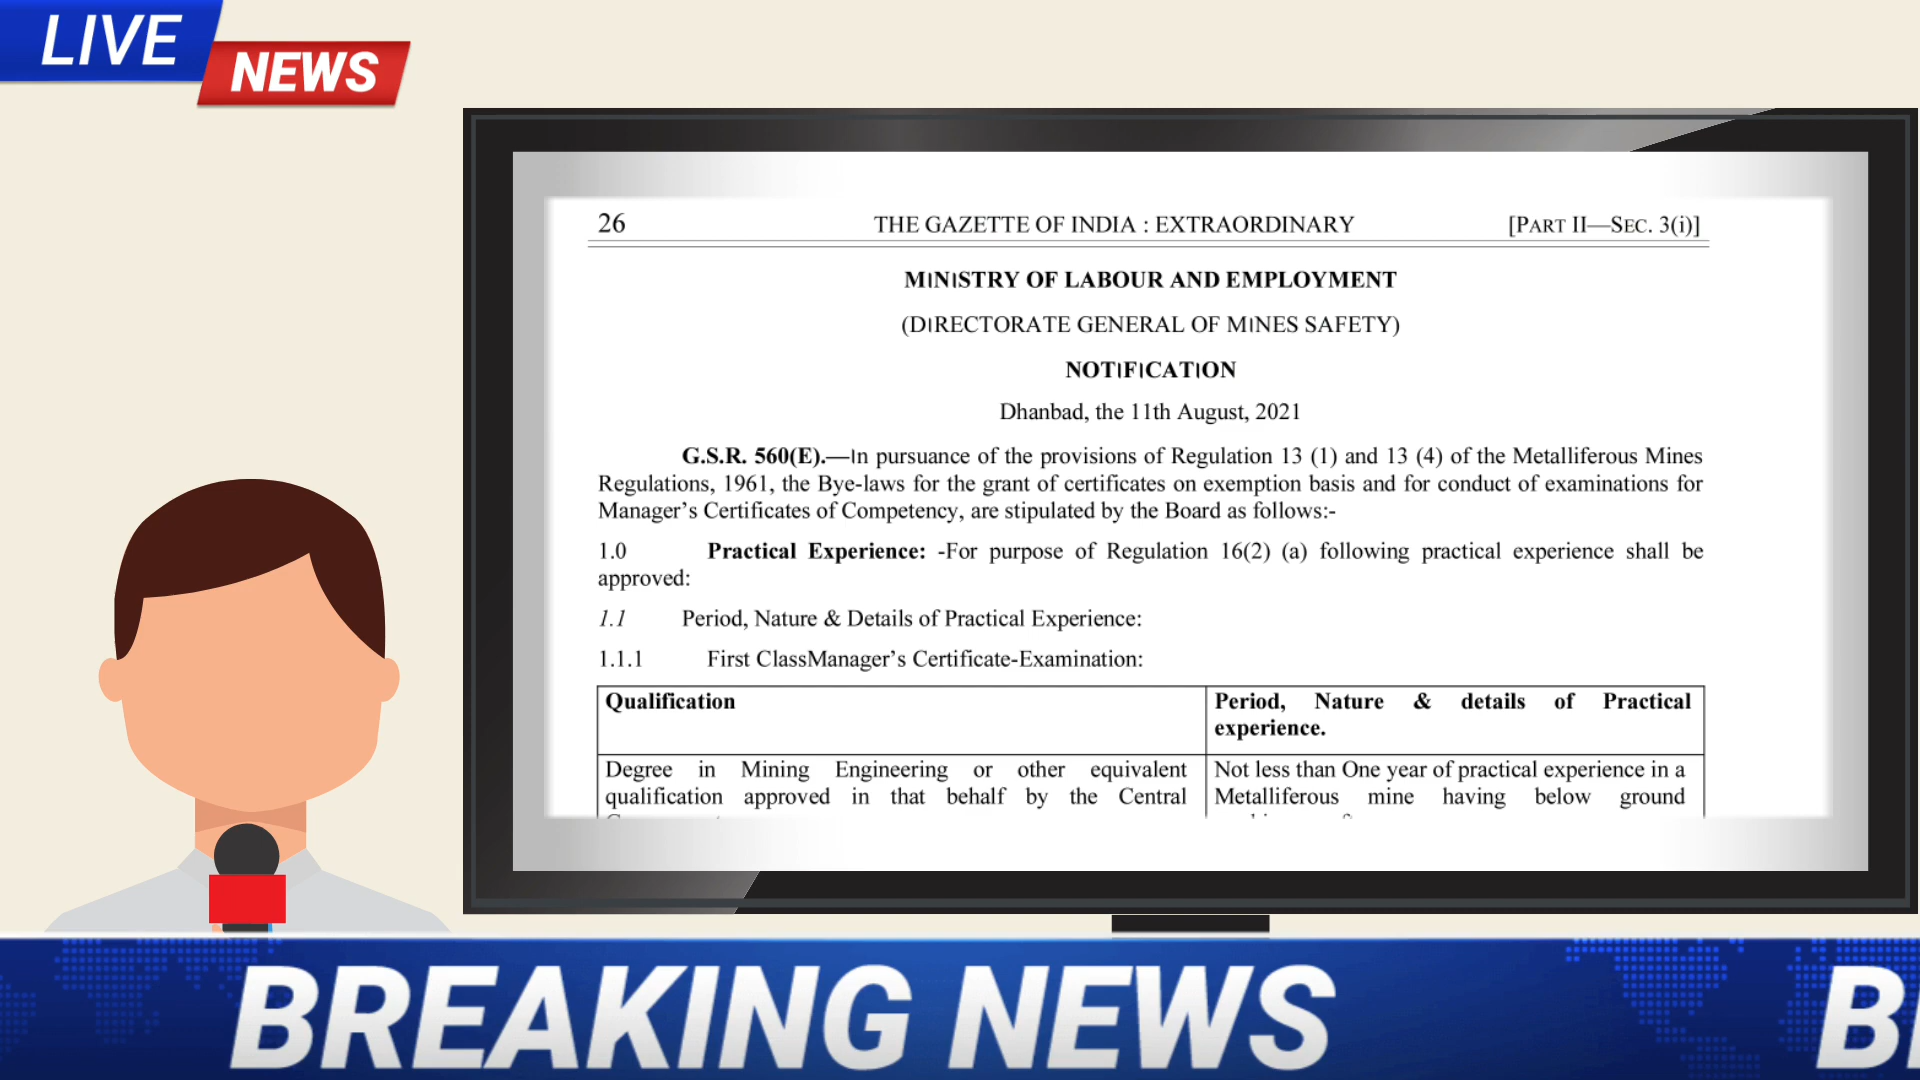 LIVE
NEWS
26 THE GAZETTE OF INDIA : EXTRAORDINARY [PART II—SEC. 3(i)]
MINISTRY OF LABOUR AND EMPLOYMENT
(DIRECTORATE GENERAL OF MINES SAFETY)
NOTIFICATION
Dhanbad, the 11th August, 2021
G.S.R. 560(E).—In pursuance of the provisions of Regulation 13 (1) and 13 (4) of the Metalliferous Mines
Regulations, 1961, the Bye-laws for the grant of certificates on exemption basis and for conduct of examinations for
Manager’s Certificates of Competency, are stipulated by the Board as follows:-
1.0 Practical Experience: -For purpose of Regulation 16(2) (a) following practical experience shall be
approved:
1.1 Period, Nature & Details of Practical Experience:
1.1.1 First ClassManager’s Certificate-Examination:
Qualification
Period, Nature & details of Practical
experience.
Degree in Mining Engineering or other equivalent
qualification approved in that behalf by the Central
Not less than One year of practical experience in a
Metalliferous mine having below ground
BREAKING NEWS